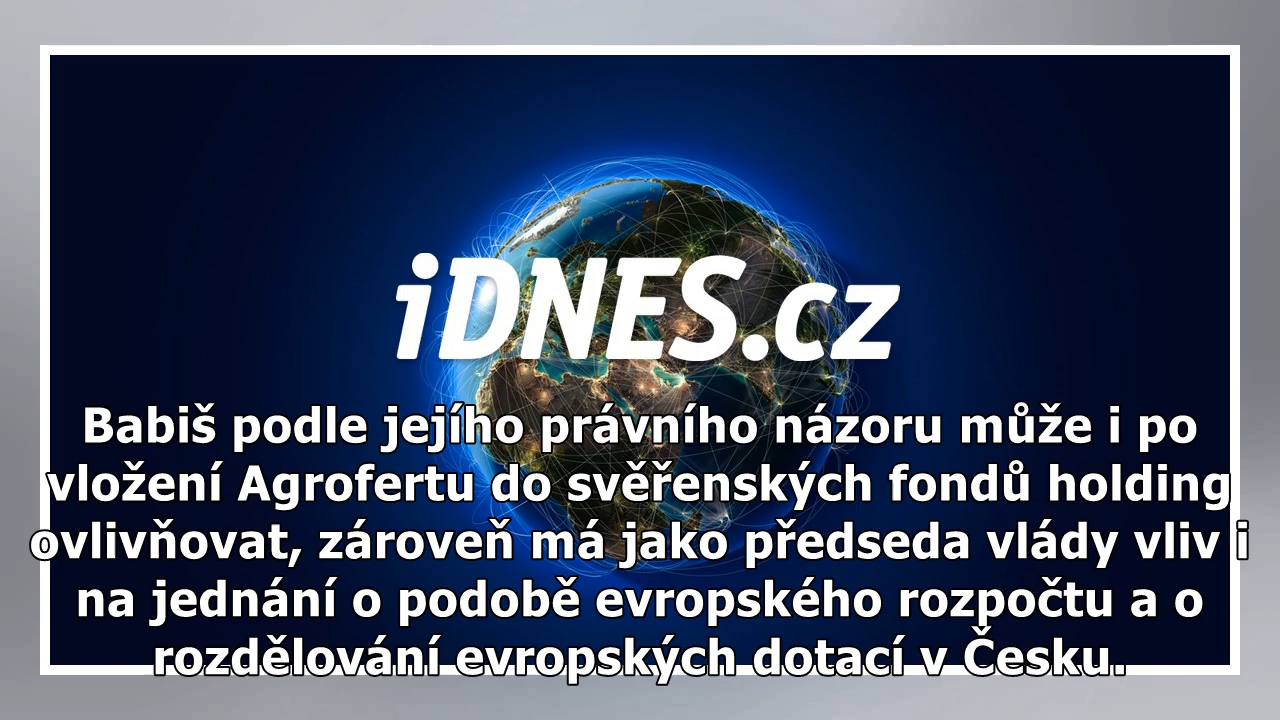 iDNES.cz
Babiš podle jejího právního názoru může i po
vložení Agrofertu do svěřenských fondů holding
ovlivňovat, zároveň má jako předseda vlády vliv i
na jednání o podobě evropského rozpočtu a o
rozdělování evropských dotací v Česku.